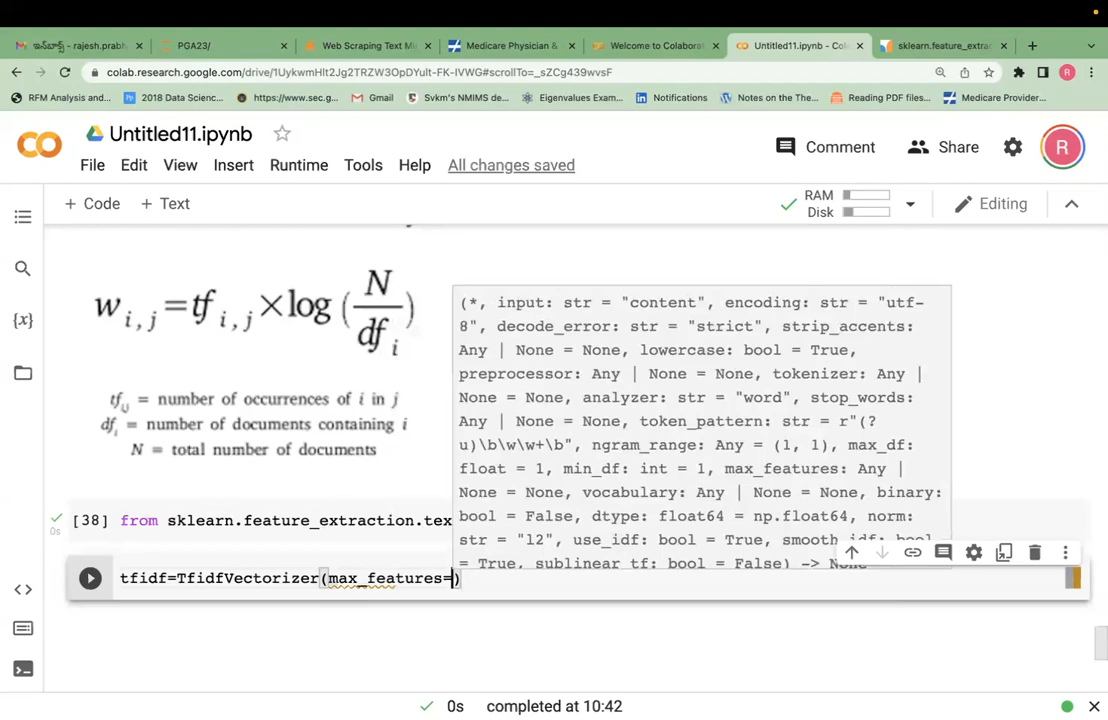 ఇన్‌బాక్స్ - rajesh.prabh
PGA23/
Web Scraping Text Mi
Medicare Physician &
Welcome to Colaborat
Untitled11.ipynb - Colab
sklearn.feature_extrac
colab.research.google.com/drive/1UykwmHlt2Jg2TRZW3OpDYult-FK-IVWG#scrollTo=_sZCg439wvsF
R
RFM Analysis and...
2018 Data Scienc...
https://www.sec.g...
Gmail
Svkm's NMIMS de...
Eigenvalues Exam...
Notifications
Notes on the The...
Reading PDF files...
Medicare Provider...
Untitled11.ipynb
Comment
Share
R
File Edit View Insert Runtime Tools Help All changes saved
+ Code + Text
RAM
Disk
Editing
w i, j = tf i, j × log ( N / df i )
tf i,j = number of occurrences of i in j
df i = number of documents containing i
N = total number of documents
(*, input: str = "content", encoding: str = "utf-
8", decode_error: str = "strict", strip_accents:
Any | None = None, lowercase: bool = True,
preprocessor: Any | None = None, tokenizer: Any |
None = None, analyzer: str = "word", stop_words:
Any | None = None, token_pattern: str = r"(?
u)\b\w\w+\b", ngram_range: Any = (1, 1), max_df:
float = 1, min_df: int = 1, max_features: Any |
None = None, vocabulary: Any | None = None, binary:
bool = False, dtype: float64 = np.float64, norm:
str = "l2", use_idf: bool = True, smooth_idf: bool
= True, sublinear_tf: bool = False) -> None
[38] from sklearn.feature_extraction.tex
0s
tfidf=TfidfVectorizer(max_features=)
0s completed at 10:42